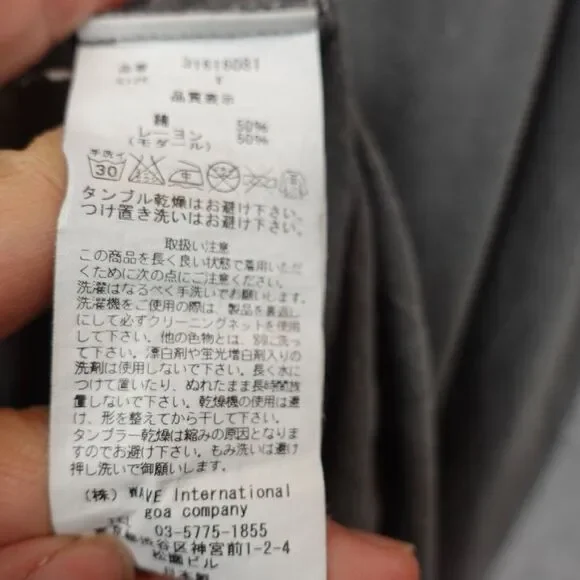 品番 31616081
品質表示
綿 50%
レーヨン 50%
(モダール)
手洗イ
30
中
タンブル乾燥はお避け下さい。
つけ置き洗いはお避け下さい。
取扱い注意
この商品を長く良い状態で着用いただ
くために次の点にご注意ください。
洗濯はなるべく手洗いでお願いします。
洗濯機をご使用の際は、製品を裏返し
にして必ずクリーニングネットを使用
して下さい。他の色物とは、別に洗っ
て下さい。漂白剤や蛍光増白剤入りの
洗剤は使用しないで下さい。長く水に
つけて置いたり、ぬれたまま長時間放
置しないで下さい。乾燥機の使用は避
け、形を整えてから干して下さい。
タンブラー乾燥は縮みの原因となりま
すのでお避け下さい。もみ洗いは避け
押し洗いで御願いします。
(株) WAVE International
goa company
03-5775-1855
東京都渋谷区神宮前1-2-4
ビル
日本製